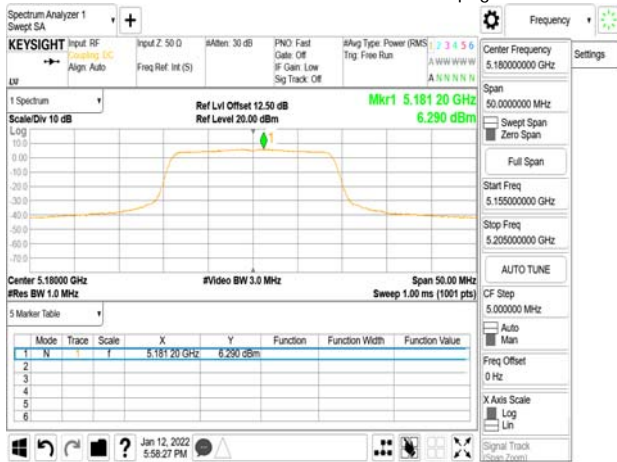 Spectrum Analyzer 1
Swept SA
+
Frequency
KEYSIGHT Input: RF Input Z: 50 Ω #Atten: 30 dB PNO: Fast #Avg Type: Power (RMS 1 2 3 4 5 6
Coupling: DC Gate: Off Trig: Free Run A W W W W W
Align: Auto Freq Ref: Int (S) IF Gain: Low
Sig Track: Off A N N N N N
LXI
Center Frequency
5.180000000 GHz
Settings
Span
50.0000000 MHz
Swept Span
Zero Span
Full Span
Start Freq
5.155000000 GHz
Stop Freq
5.205000000 GHz
AUTO TUNE
CF Step
5.000000 MHz
Auto
Man
Freq Offset
0 Hz
X Axis Scale
Log
Lin
Signal Track
(Span Zoom)
1 Spectrum
Ref Lvl Offset 12.50 dB Mkr1 5.181 20 GHz
Scale/Div 10 dB Ref Level 20.00 dBm 6.290 dBm
Log
1
10.0
0.00
-10.0
-20.0
-30.0
-40.0
-50.0
-60.0
-70.0
Center 5.18000 GHz #Video BW 3.0 MHz Span 50.00 MHz
#Res BW 1.0 MHz Sweep 1.00 ms (1001 pts)
5 Marker Table
Mode Trace Scale X Y Function Function Width Function Value
1 N 1 f 5.181 20 GHz 6.290 dBm
2
3
4
5
6
? Jan 12, 2022
5:58:27 PM